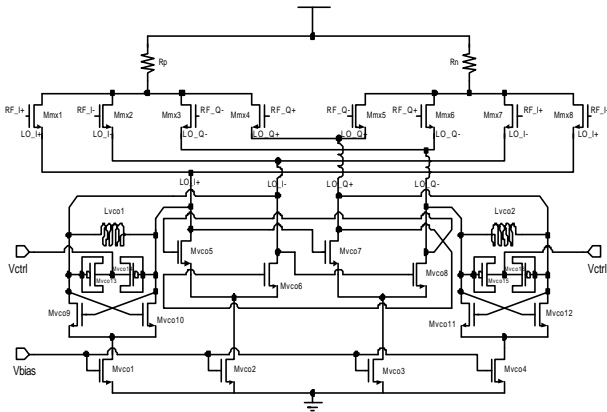 Rp
Rn
RF_I+
Mmx1
RF_I-
Mmx2
Mmx3
RF_Q-
Mmx4
RF_Q+
RF_Q-
Mmx5
RF_Q+
Mmx6
Mmx7
RF_I+
Mmx8
LO_I+
LO_I-
LO_Q-
LO_Q+
LO_Q+
LO_Q-
LO_I-
LO_I+
LO_I+
LO_I-
LO_Q+
LO_Q-
Lvco1
Lvco2
Vctrl
Vctrl
Mvco5
Mvco6
Mvco7
Mvco8
Mvco13
Mvco15
Mvco9
Mvco10
Mvco11
Mvco12
Vbias
Mvco1
Mvco2
Mvco3
Mvco4